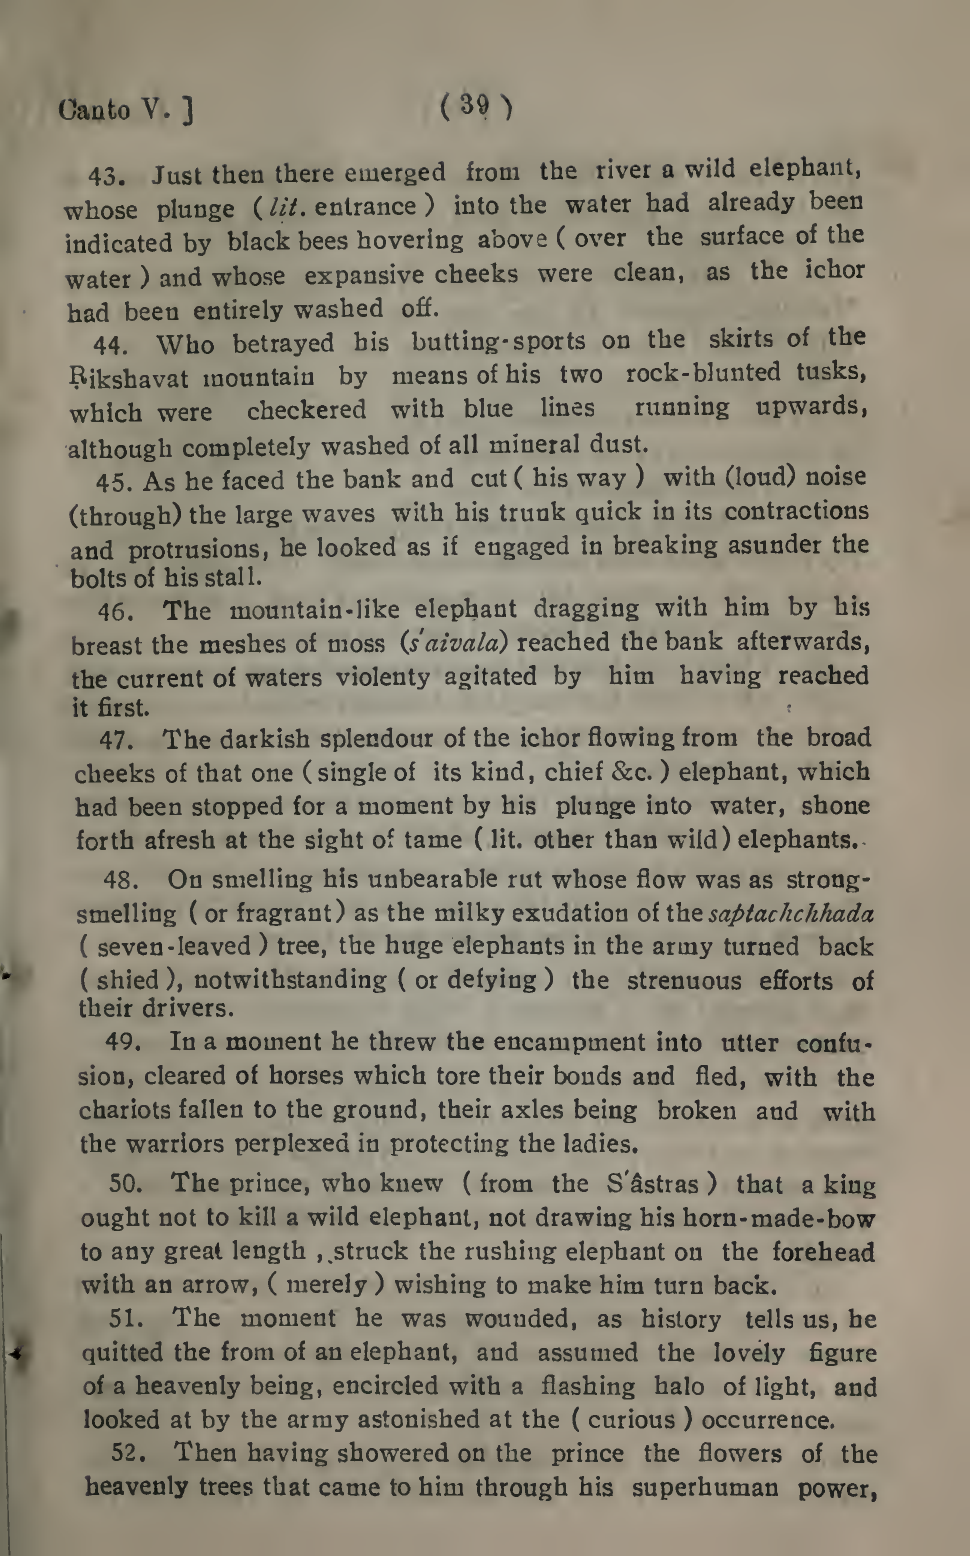 Canto V. ] ( 39 )
43. Just then there emerged from the river a wild elephant,
whose plunge ( lit. entrance ) into the water had already been
indicated by black bees hovering above ( over the surface of the
water ) and whose expansive cheeks were clean, as the ichor
had been entirely washed off.
44. Who betrayed his butting-sports on the skirts of the
Ṛikshavat mountain by means of his two rock-blunted tusks,
which were checkered with blue lines running upwards,
although completely washed of all mineral dust.
45. As he faced the bank and cut ( his way ) with (loud) noise
(through) the large waves with his trunk quick in its contractions
and protrusions, he looked as if engaged in breaking asunder the
bolts of his stall.
46. The mountain-like elephant dragging with him by his
breast the meshes of moss (s'aivala) reached the bank afterwards,
the current of waters violenty agitated by him having reached
it first.
47. The darkish splendour of the ichor flowing from the broad
cheeks of that one ( single of its kind, chief &c. ) elephant, which
had been stopped for a moment by his plunge into water, shone
forth afresh at the sight of tame ( lit. other than wild ) elephants.
48. On smelling his unbearable rut whose flow was as strong-
smelling ( or fragrant ) as the milky exudation of the saptachchhada
( seven-leaved ) tree, the huge elephants in the army turned back
( shied ), notwithstanding ( or defying ) the strenuous efforts of
their drivers.
49. In a moment he threw the encampment into utter confu-
sion, cleared of horses which tore their bonds and fled, with the
chariots fallen to the ground, their axles being broken and with
the warriors perplexed in protecting the ladies.
50. The prince, who knew ( from the S'âstras ) that a king
ought not to kill a wild elephant, not drawing his horn-made-bow
to any great length , struck the rushing elephant on the forehead
with an arrow, ( merely ) wishing to make him turn back.
51. The moment he was wounded, as history tells us, he
quitted the from of an elephant, and assumed the lovely figure
of a heavenly being, encircled with a flashing halo of light, and
looked at by the army astonished at the ( curious ) occurrence.
52. Then having showered on the prince the flowers of the
heavenly trees that came to him through his superhuman power,